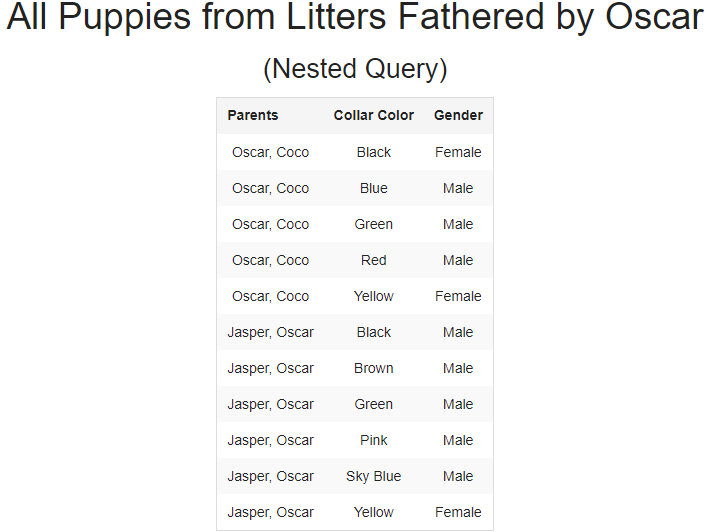 All Puppies from Litters Fathered by Oscar
(Nested Query)
Parents Collar Color Gender
Oscar, Coco Black Female
Oscar, Coco Blue Male
Oscar, Coco Green Male
Oscar, Coco Red Male
Oscar, Coco Yellow Female
Jasper, Oscar Black Male
Jasper, Oscar Brown Male
Jasper, Oscar Green Male
Jasper, Oscar Pink Male
Jasper, Oscar Sky Blue Male
Jasper, Oscar Yellow Female